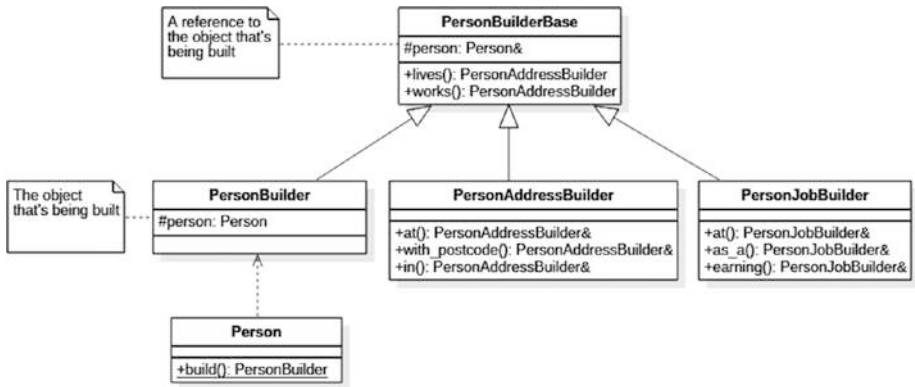 A reference to
the object that's
being built
PersonBuilderBase
#person: Person&
+lives(): PersonAddressBuilder
+works(): PersonAddressBuilder
The object
that's being built
PersonBuilder
#person: Person
PersonAddressBuilder
+at(): PersonAddressBuilder&
+with_postcode(): PersonAddressBuilder&
+in(): PersonAddressBuilder&
PersonJobBuilder
+at(): PersonJobBuilder&
+as_a(): PersonJobBuilder&
+earning(): PersonJobBuilder&
Person
+build(): PersonBuilder